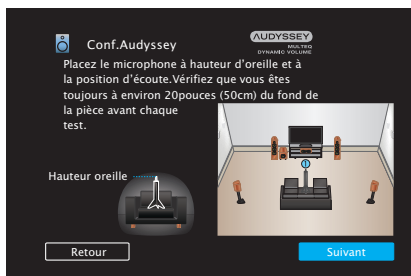 Conf.Audyssey
AUDYSSEY
MULTEQ
DYNAMIC VOLUME
Placez le microphone à hauteur d'oreille et à
la position d'écoute.Vérifiez que vous êtes
toujours à environ 20pouces (50cm) du fond de
la pièce avant chaque
test.
Hauteur oreille
Retour
Suivant